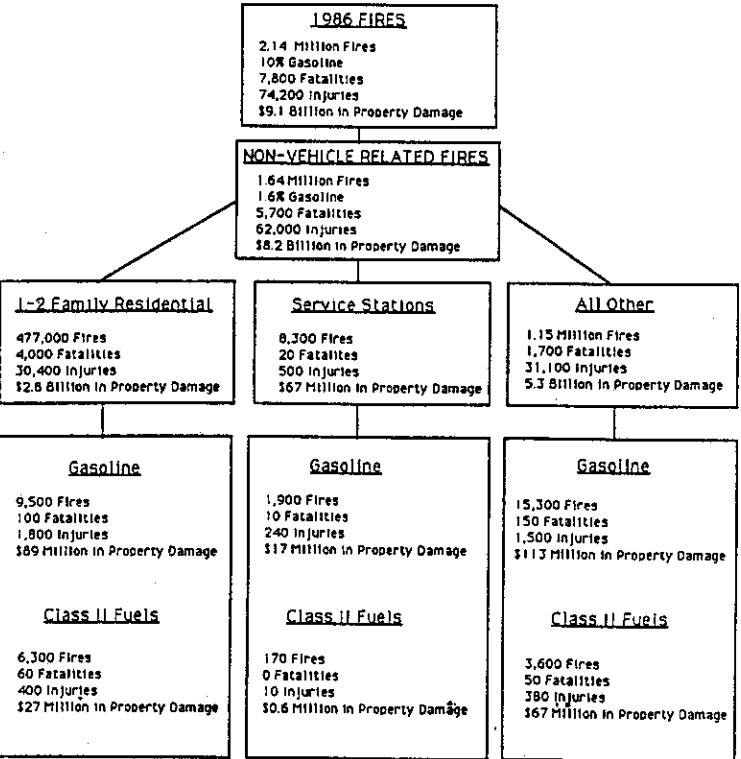 1986 FIRES
2.14 Million Fires
10% Gasoline
7,800 Fatalities
74,200 Injuries
$9.1 Billion in Property Damage
NON-VEHICLE RELATED FIRES
1.64 Million Fires
1.6% Gasoline
5,700 Fatalities
62,000 Injuries
$8.2 Billion in Property Damage
1-2 Family Residential
477,000 Fires
4,000 Fatalities
30,400 Injuries
$2.8 Billion in Property Damage
Service Stations
8,300 Fires
20 Fatalites
500 Injuries
$67 Million in Property Damage
All Other
1.15 Million Fires
1,700 Fatalities
31,100 Injuries
5.3 Billion in Property Damage
Gasoline
9,500 Fires
100 Fatalities
1,800 Injuries
$89 Million in Property Damage
Class II Fuels
6,300 Fires
60 Fatalities
400 Injuries
$27 Million in Property Damage
Gasoline
1,900 Fires
10 Fatalities
240 Injuries
$17 Million in Property Damage
Class II Fuels
170 Fires
0 Fatalities
10 Injuries
$0.6 Million in Property Damage
Gasoline
15,300 Fires
150 Fatalities
1,500 Injuries
$113 Million in Property Damage
Class II Fuels
3,600 Fires
50 Fatalities
380 Injuries
$67 Million in Property Damage